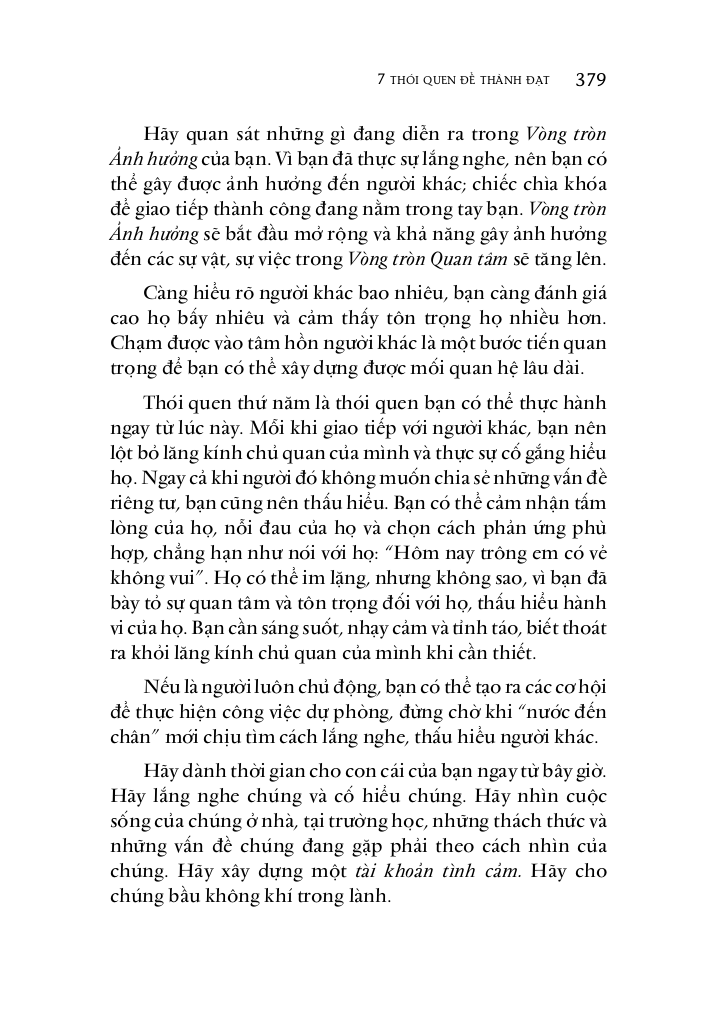 7 THÓI QUEN ĐỂ THÀNH ĐẠT 379
Hãy quan sát những gì đang diễn ra trong Vòng tròn
Ảnh hưởng của bạn. Vì bạn đã thực sự lắng nghe, nên bạn có
thể gây được ảnh hưởng đến người khác; chiếc chìa khóa
để giao tiếp thành công đang nằm trong tay bạn. Vòng tròn
Ảnh hưởng sẽ bắt đầu mở rộng và khả năng gây ảnh hưởng
đến các sự vật, sự việc trong Vòng tròn Quan tâm sẽ tăng lên.
Càng hiểu rõ người khác bao nhiêu, bạn càng đánh giá
cao họ bấy nhiêu và cảm thấy tôn trọng họ nhiều hơn.
Chạm được vào tâm hồn người khác là một bước tiến quan
trọng để bạn có thể xây dựng được mối quan hệ lâu dài.
Thói quen thứ năm là thói quen bạn có thể thực hành
ngay từ lúc này. Mỗi khi giao tiếp với người khác, bạn nên
lột bỏ lăng kính chủ quan của mình và thực sự cố gắng hiểu
họ. Ngay cả khi người đó không muốn chia sẻ những vấn đề
riêng tư, bạn cũng nên thấu hiểu. Bạn có thể cảm nhận tấm
lòng của họ, nỗi đau của họ và chọn cách phản ứng phù
hợp, chẳng hạn như nói với họ: “Hôm nay trông em có vẻ
không vui”. Họ có thể im lặng, nhưng không sao, vì bạn đã
bày tỏ sự quan tâm và tôn trọng đối với họ, thấu hiểu hành
vi của họ. Bạn cần sáng suốt, nhạy cảm và tỉnh táo, biết thoát
ra khỏi lăng kính chủ quan của mình khi cần thiết.
Nếu là người luôn chủ động, bạn có thể tạo ra các cơ hội
để thực hiện công việc dự phòng, đừng chờ khi “nước đến
chân” mới chịu tìm cách lắng nghe, thấu hiểu người khác.
Hãy dành thời gian cho con cái của bạn ngay từ bây giờ.
Hãy lắng nghe chúng và cố hiểu chúng. Hãy nhìn cuộc
sống của chúng ở nhà, tại trường học, những thách thức và
những vấn đề chúng đang gặp phải theo cách nhìn của
chúng. Hãy xây dựng một tài khoản tình cảm. Hãy cho
chúng bầu không khí trong lành.